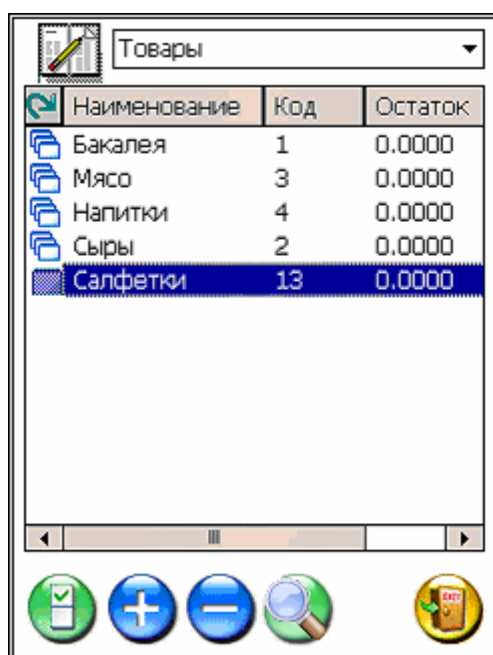 Товары
Наименование Код Остаток
Бакалея 1 0.0000
Мясо 3 0.0000
Напитки 4 0.0000
Сыры 2 0.0000
Салфетки 13 0.0000
EXIT